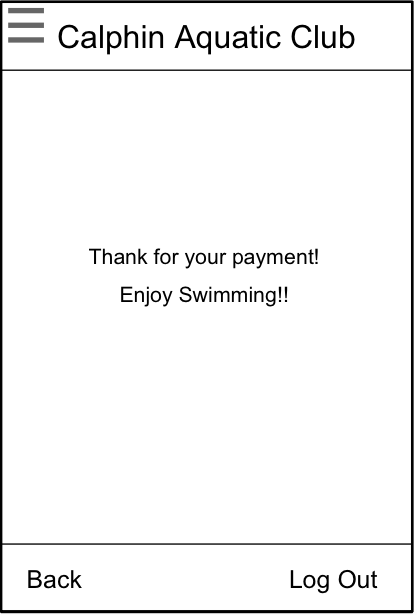 Calphin Aquatic Club
Thank for your payment!
Enjoy Swimming!!
Back
Log Out